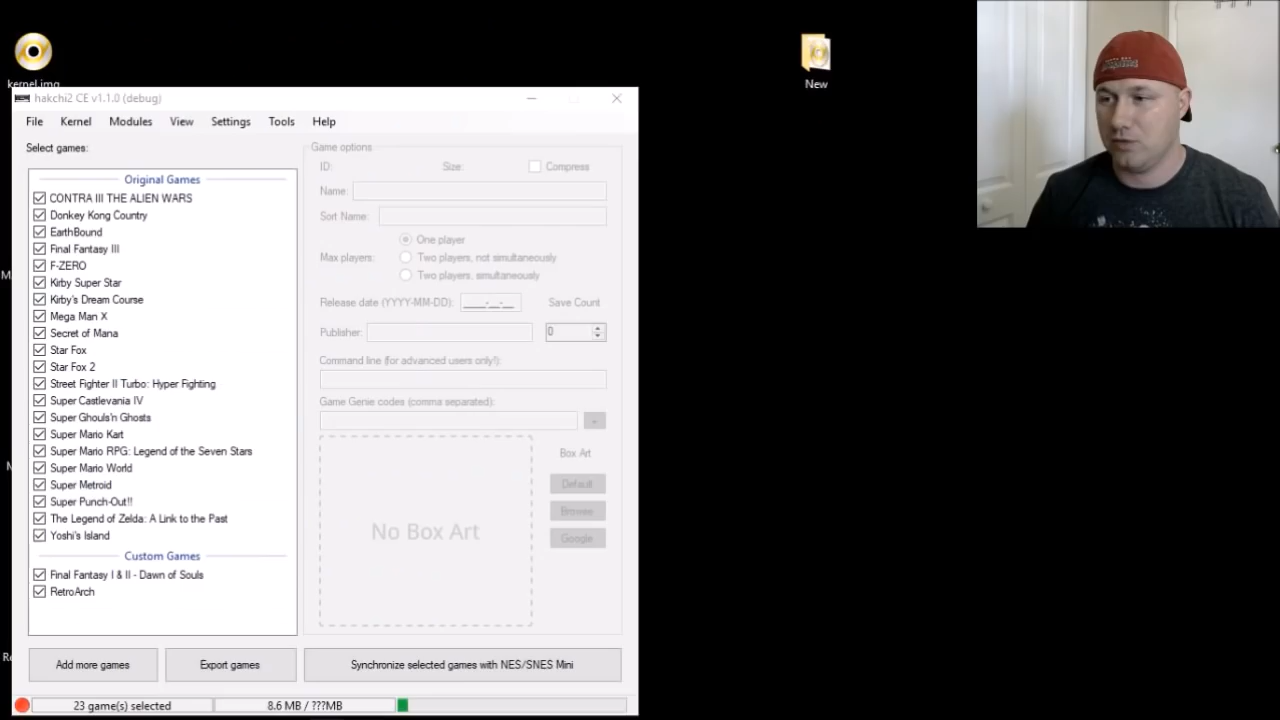 kernel.img
New
hakchi2 CE v1.1.0 (debug)
File Kernel Modules View Settings Tools Help
Select games:
Original Games
CONTRA III THE ALIEN WARS
Donkey Kong Country
EarthBound
Final Fantasy III
F-ZERO
Kirby Super Star
Kirby's Dream Course
Mega Man X
Secret of Mana
Star Fox
Star Fox 2
Street Fighter II Turbo: Hyper Fighting
Super Castlevania IV
Super Ghouls'n Ghosts
Super Mario Kart
Super Mario RPG: Legend of the Seven Stars
Super Mario World
Super Metroid
Super Punch-Out!!
The Legend of Zelda: A Link to the Past
Yoshi's Island
Custom Games
Final Fantasy I & II - Dawn of Souls
RetroArch
Game options
ID: Size: Compress
Name:
Sort Name:
Max players:
One player
Two players, not simultaneously
Two players, simultaneously
Release date (YYYY-MM-DD): ____-__-__ Save Count
Publisher: 0
Command line (for advanced users only!):
Game Genie codes (comma separated):
No Box Art
Box Art
Default
Browse
Google
Add more games Export games Synchronize selected games with NES/SNES Mini
23 game(s) selected 8.6 MB / ???MB